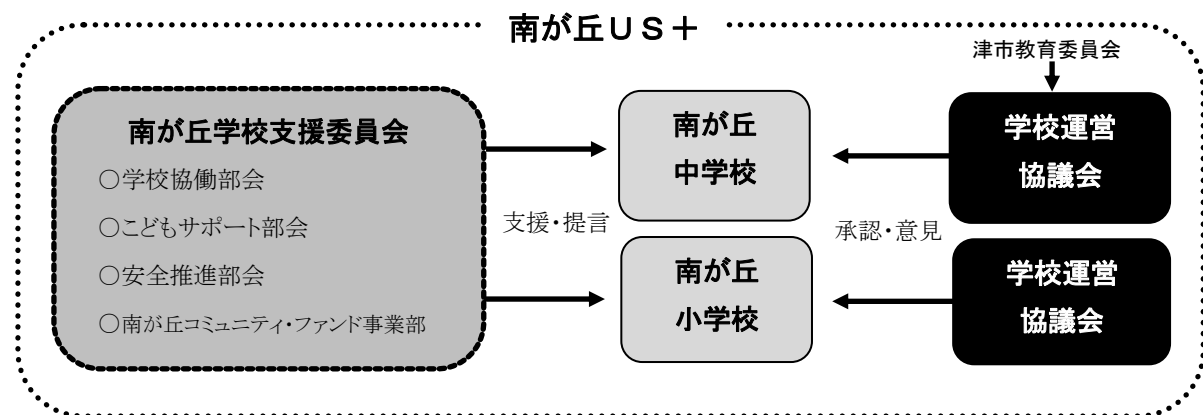 南が丘ＵＳ＋
津市教育委員会
南が丘学校支援委員会
○学校協働部会
○こどもサポート部会
○安全推進部会
○南が丘コミュニティ・ファンド事業部
支援・提言
南が丘
中学校
南が丘
小学校
承認・意見
学校運営
協議会
学校運営
協議会